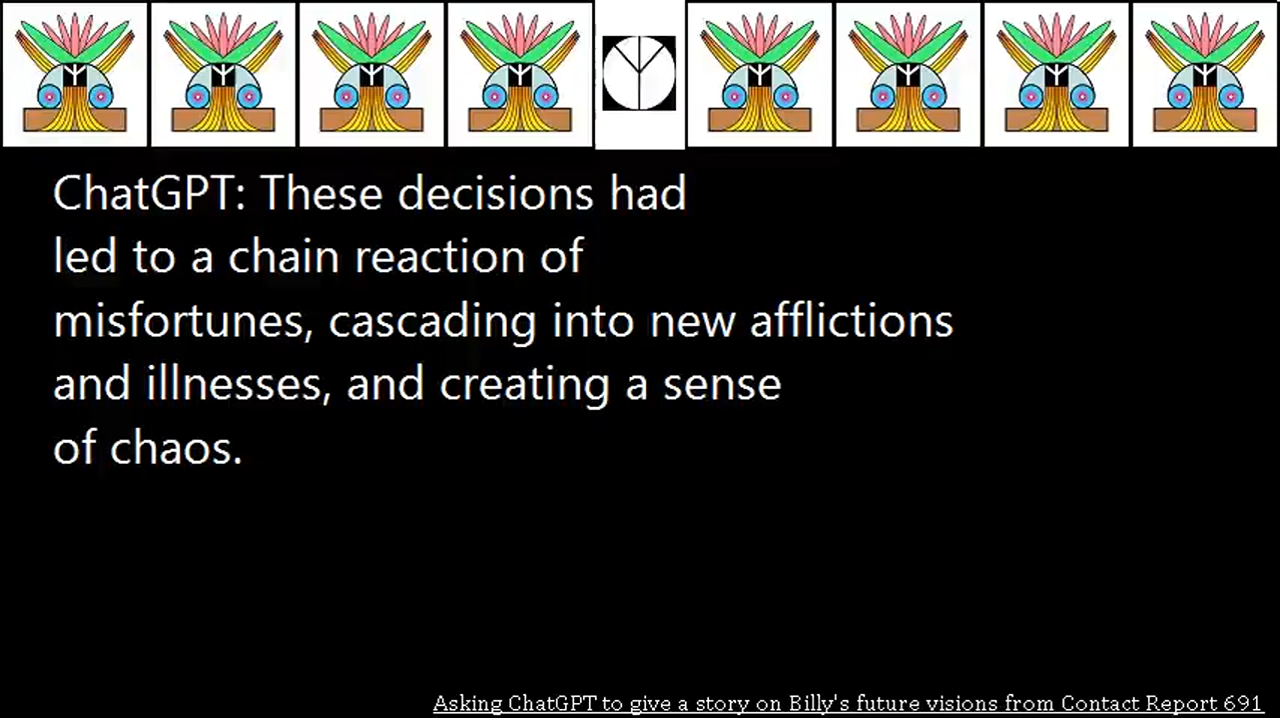 ChatGPT: These decisions had
led to a chain reaction of
misfortunes, cascading into new afflictions
and illnesses, and creating a sense
of chaos.
Asking ChatGPT to give a story on Billy's future visions from Contact Report 691